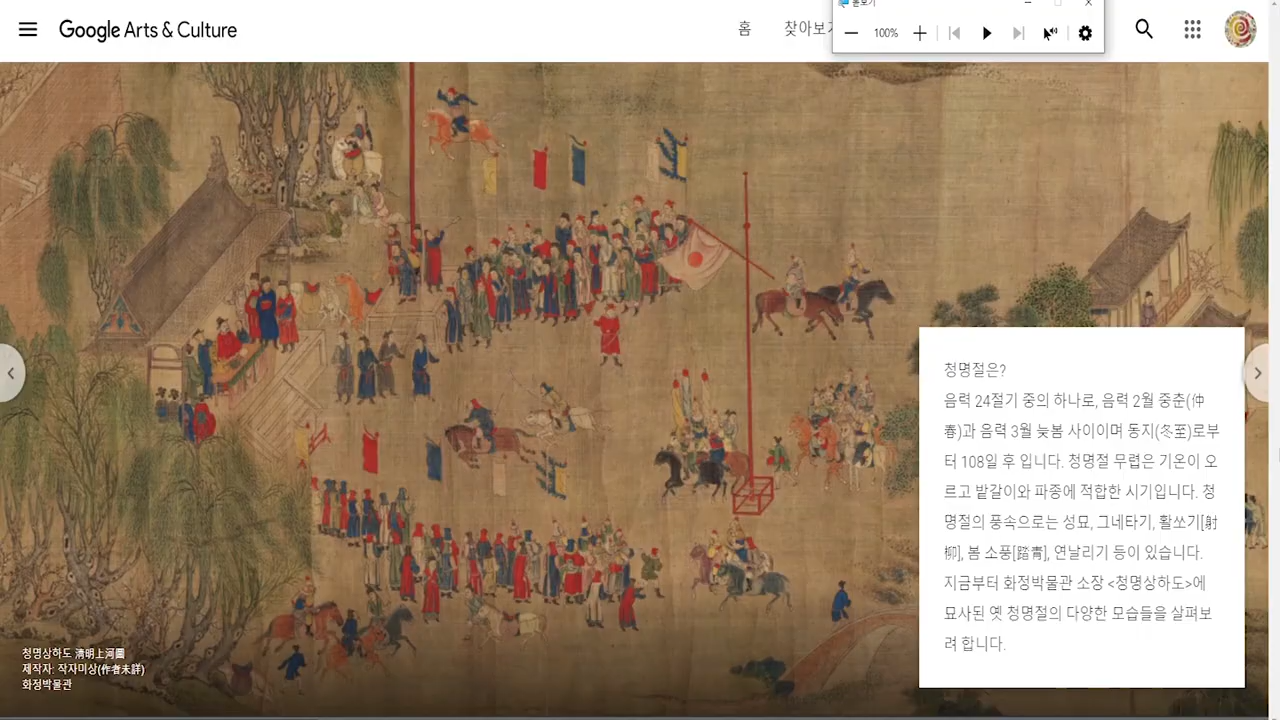 Google Arts & Culture
홈
찾아보기
돋보기
100%
청명절은?
음력 24절기 중의 하나로, 음력 2월 중춘(仲
春)과 음력 3월 늦봄 사이이며 동지(冬至)로부
터 108일 후 입니다. 청명절 무렵은 기온이 오
르고 밭갈이와 파종에 적합한 시기입니다. 청
명절의 풍속으로는 성묘, 그네타기, 활쏘기[射
柳], 봄 소풍[踏靑], 연날리기 등이 있습니다.
지금부터 화정박물관 소장 <청명상하도>에
묘사된 옛 청명절의 다양한 모습들을 살펴보
려 합니다.
청명상하도 淸明上河圖
제작자: 작자미상(作者未詳)
화정박물관